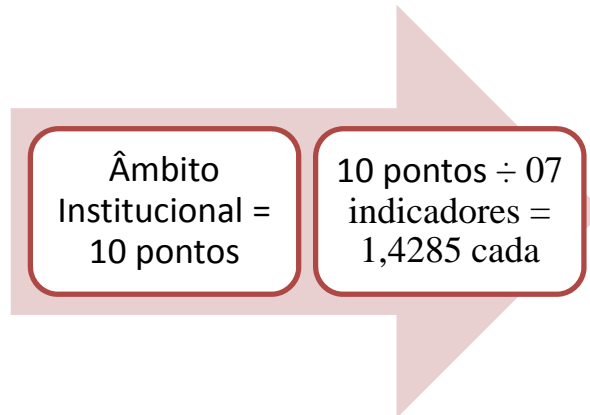 Âmbito
Institucional =
10 pontos
10 pontos ÷ 07
indicadores =
1,4285 cada